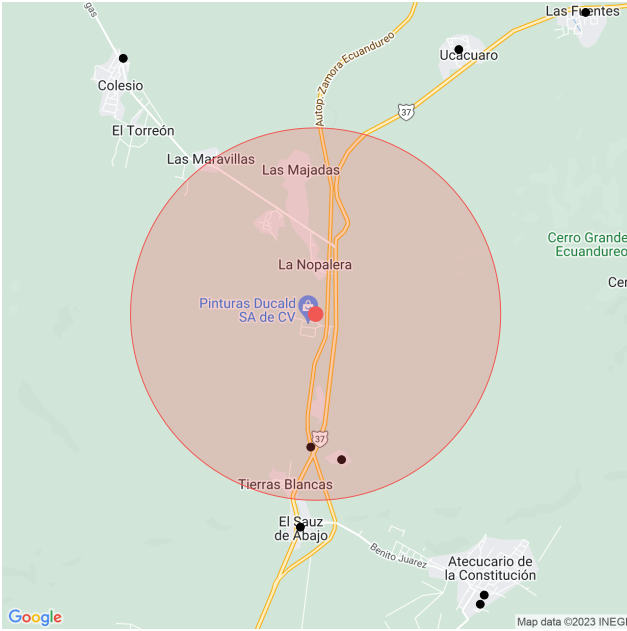 gas
Las Fuentes
Ucacuaro
Colesio
Autop. Zamora Ecuandureo
37
El Torreón
Las Maravillas
Las Majadas
Cerro Grande
Ecuandureo
La Nopalera
Cer
Pinturas Ducald
SA de CV
37
Tierras Blancas
El Sauz
de Abajo
Benito Juarez
Atecucario de
la Constitución
Google
Map data ©2023 INEGI